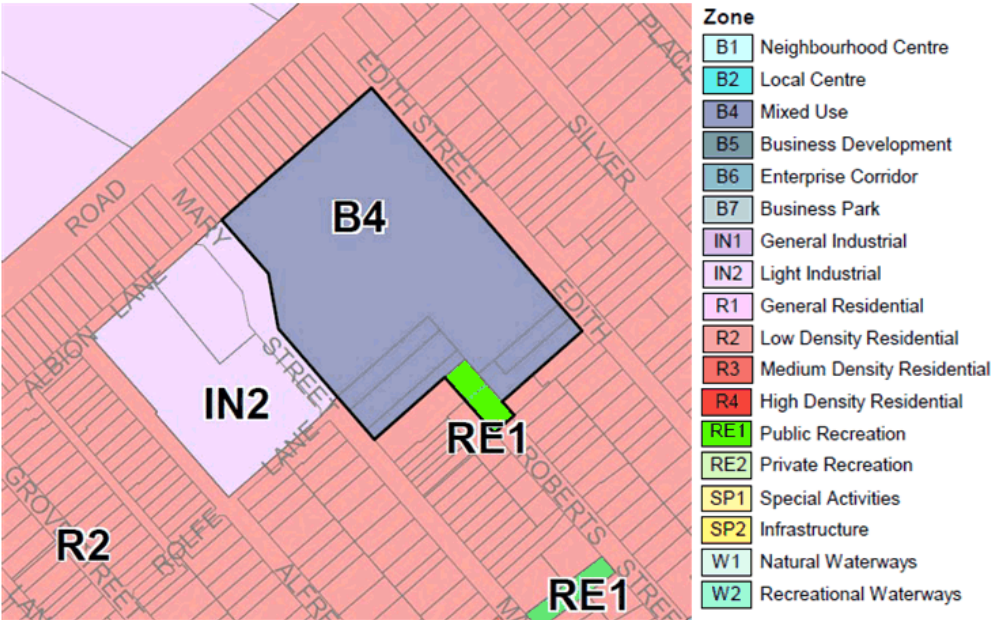 PLACE
EDITH STREET
SILVER
ROAD
MARY
B4
ALBION LANE
EDITH
STREET
IN2
LANE
RE1
ROBERTS
GROVE STREET
R2
ROLFE
ALFRE
STREE
RE1
LAN
M
Zone
B1 Neighbourhood Centre
B2 Local Centre
B4 Mixed Use
B5 Business Development
B6 Enterprise Corridor
B7 Business Park
IN1 General Industrial
IN2 Light Industrial
R1 General Residential
R2 Low Density Residential
R3 Medium Density Residential
R4 High Density Residential
RE1 Public Recreation
RE2 Private Recreation
SP1 Special Activities
SP2 Infrastructure
W1 Natural Waterways
W2 Recreational Waterways